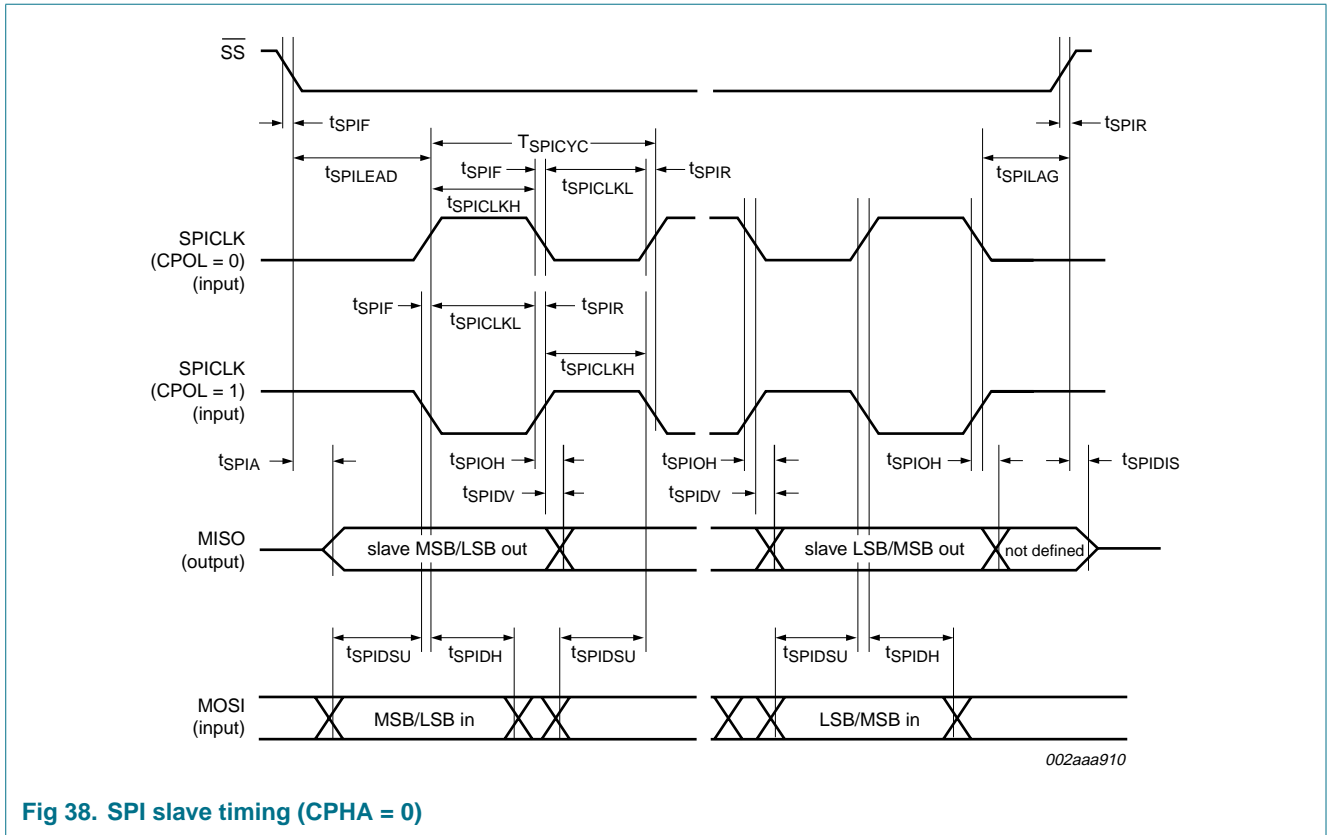 SS
tSPIF
tSPIR
TSPICYC
tSPILEAD
tSPIF
tSPICLKL
tSPIR
tSPILAG
tSPICLKH
SPICLK
(CPOL = 0)
(input)
tSPIF
tSPICLKL
tSPIR
tSPICLKH
SPICLK
(CPOL = 1)
(input)
tSPIA
tSPIOH
tSPIOH
tSPIOH
tSPIDIS
tSPIDV
tSPIDV
MISO
(output)
slave MSB/LSB out
slave LSB/MSB out
not defined
tSPIDSU
tSPIDH
tSPIDSU
tSPIDSU
tSPIDH
MOSI
(input)
MSB/LSB in
LSB/MSB in
002aaa910
Fig 38. SPI slave timing (CPHA = 0)